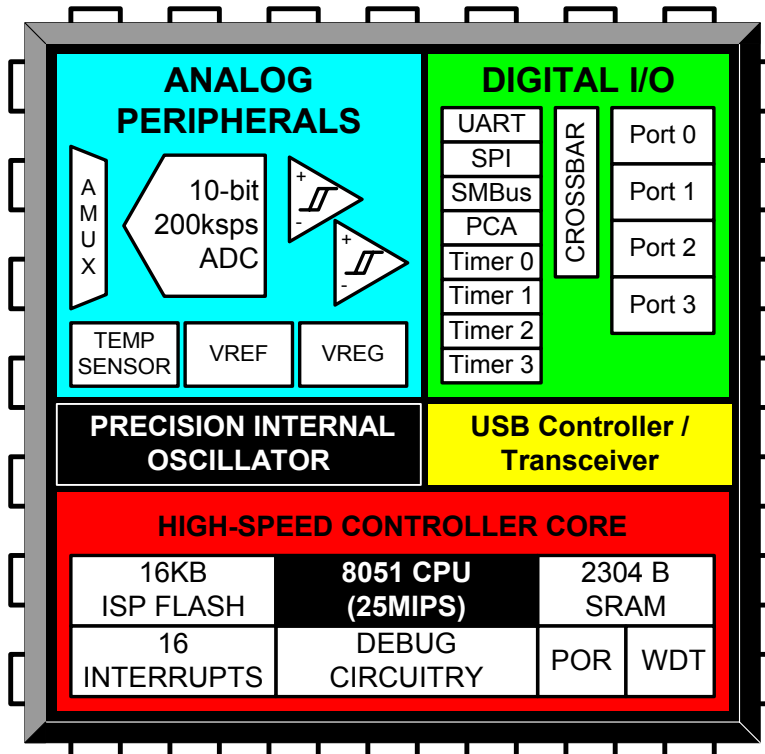 ANALOG
PERIPHERALS
A
M
U
X
10-bit
200ksps
ADC
+
-
+
-
TEMP
SENSOR
VREF
VREG
DIGITAL I/O
UART
SPI
SMBus
PCA
Timer 0
Timer 1
Timer 2
Timer 3
CROSSBAR
Port 0
Port 1
Port 2
Port 3
PRECISION INTERNAL
OSCILLATOR
USB Controller /
Transceiver
HIGH-SPEED CONTROLLER CORE
16KB
ISP FLASH
8051 CPU
(25MIPS)
2304 B
SRAM
16
INTERRUPTS
DEBUG
CIRCUITRY
POR
WDT